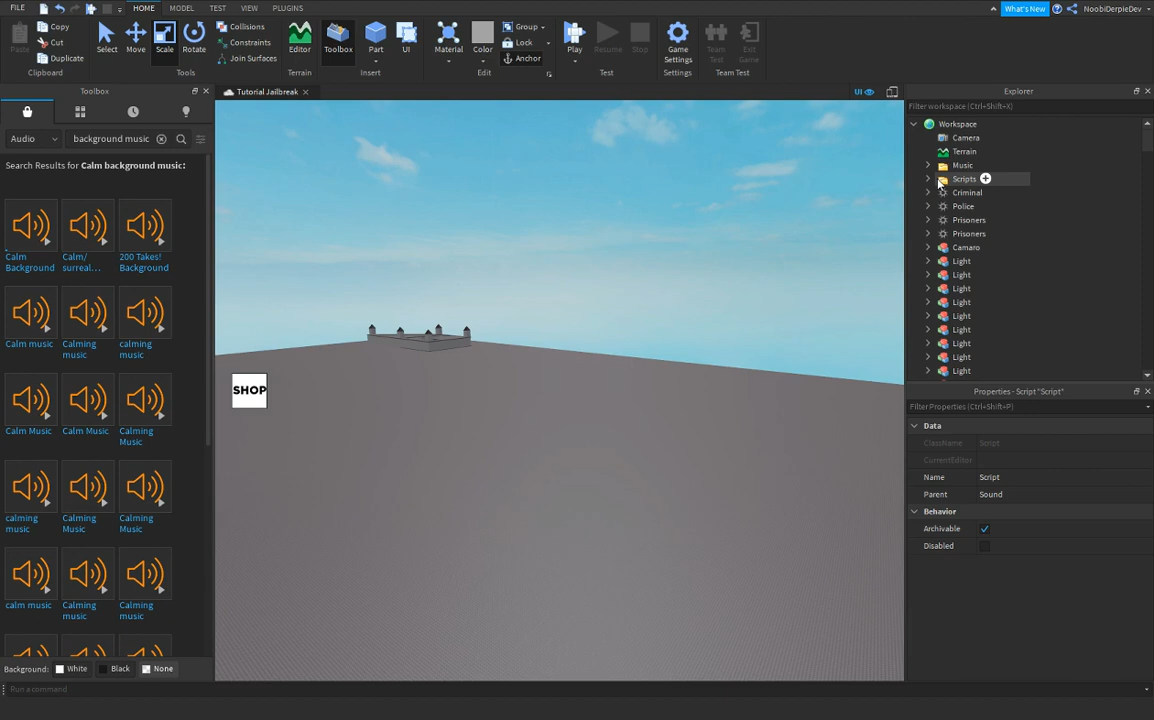 FILE
HOME
MODEL
TEST
VIEW
PLUGINS
What's New
NoobiDerpieDev
Paste
Copy
Cut
Duplicate
Clipboard
Select
Move
Scale
Rotate
Collisions
Constraints
Join Surfaces
Tools
Editor
Terrain
Toolbox
Part
UI
Insert
Material
Color
Group
Lock
Anchor
Edit
Play
Resume
Stop
Test
Game
Settings
Settings
Team
Test
Exit
Game
Team Test
Toolbox
Audio
background music
Search Results for Calm background music:
Calm
Background
Calm/
surreal...
200 Takes!
Background
Calm music
Calming
music
calming
music
Calm Music
Calm Music
Calming
Music
calming
music
Calming
Music
Calming
Music
calm music
Calming
music
Calming
music
Background:
White
Black
None
Run a command
Tutorial Jailbreak
UI
SHOP
Explorer
Filter workspace (Ctrl+Shift+X)
Workspace
Camera
Terrain
Music
Scripts
Criminal
Police
Prisoners
Prisoners
Camaro
Light
Light
Light
Light
Light
Light
Light
Light
Light
Properties - Script "Script"
Filter Properties (Ctrl+Shift+P)
Data
ClassName Script
CurrentEditor
Name Script
Parent Sound
Behavior
Archivable
Disabled